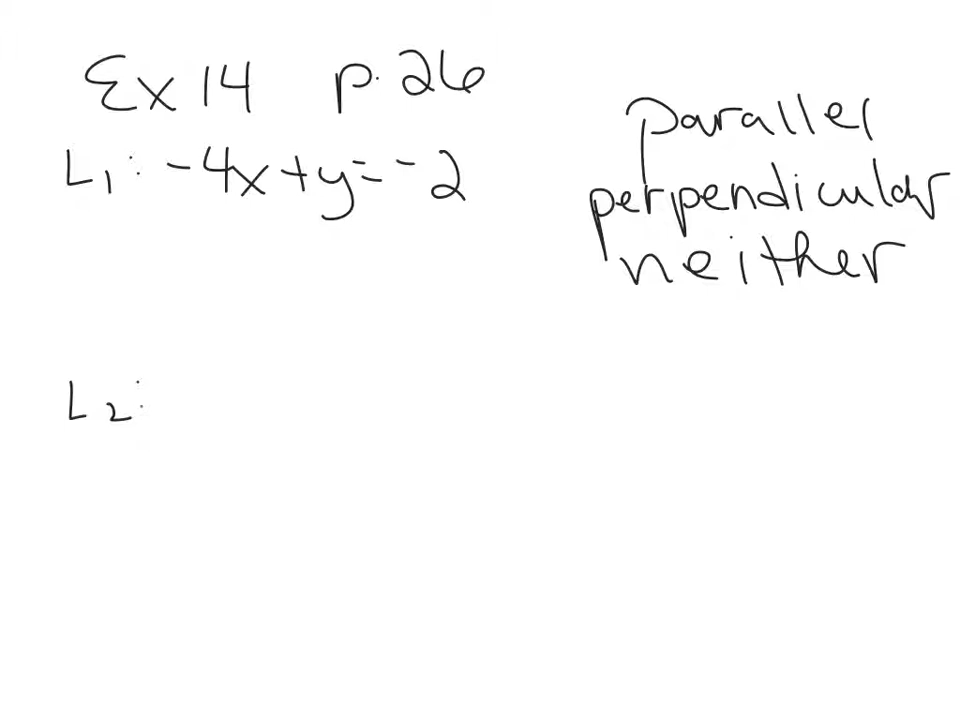 Ex 14 p. 26
L1: -4x + y = -2
parallel
perpendicular
neither
L2: